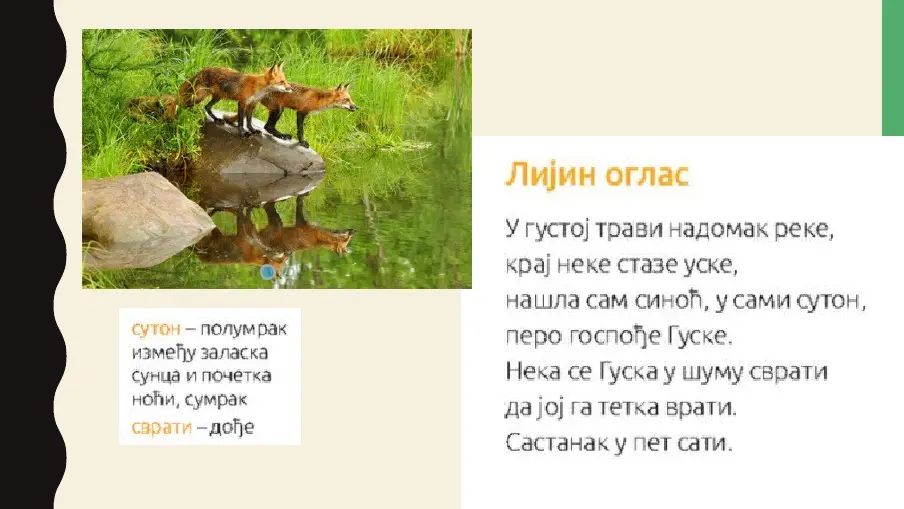 Лијин оглас
У густој трави надомак реке,
крај неке стазе уске,
нашла сам синоћ, у сами сутон,
перо госпође Гуске.
Нека се Гуска у шуму сврати
да јој га тетка врати.
Састанак у пет сати.
сутон – полумрак
између заласка
сунца и почетка
ноћи, сумрак
сврати – дође